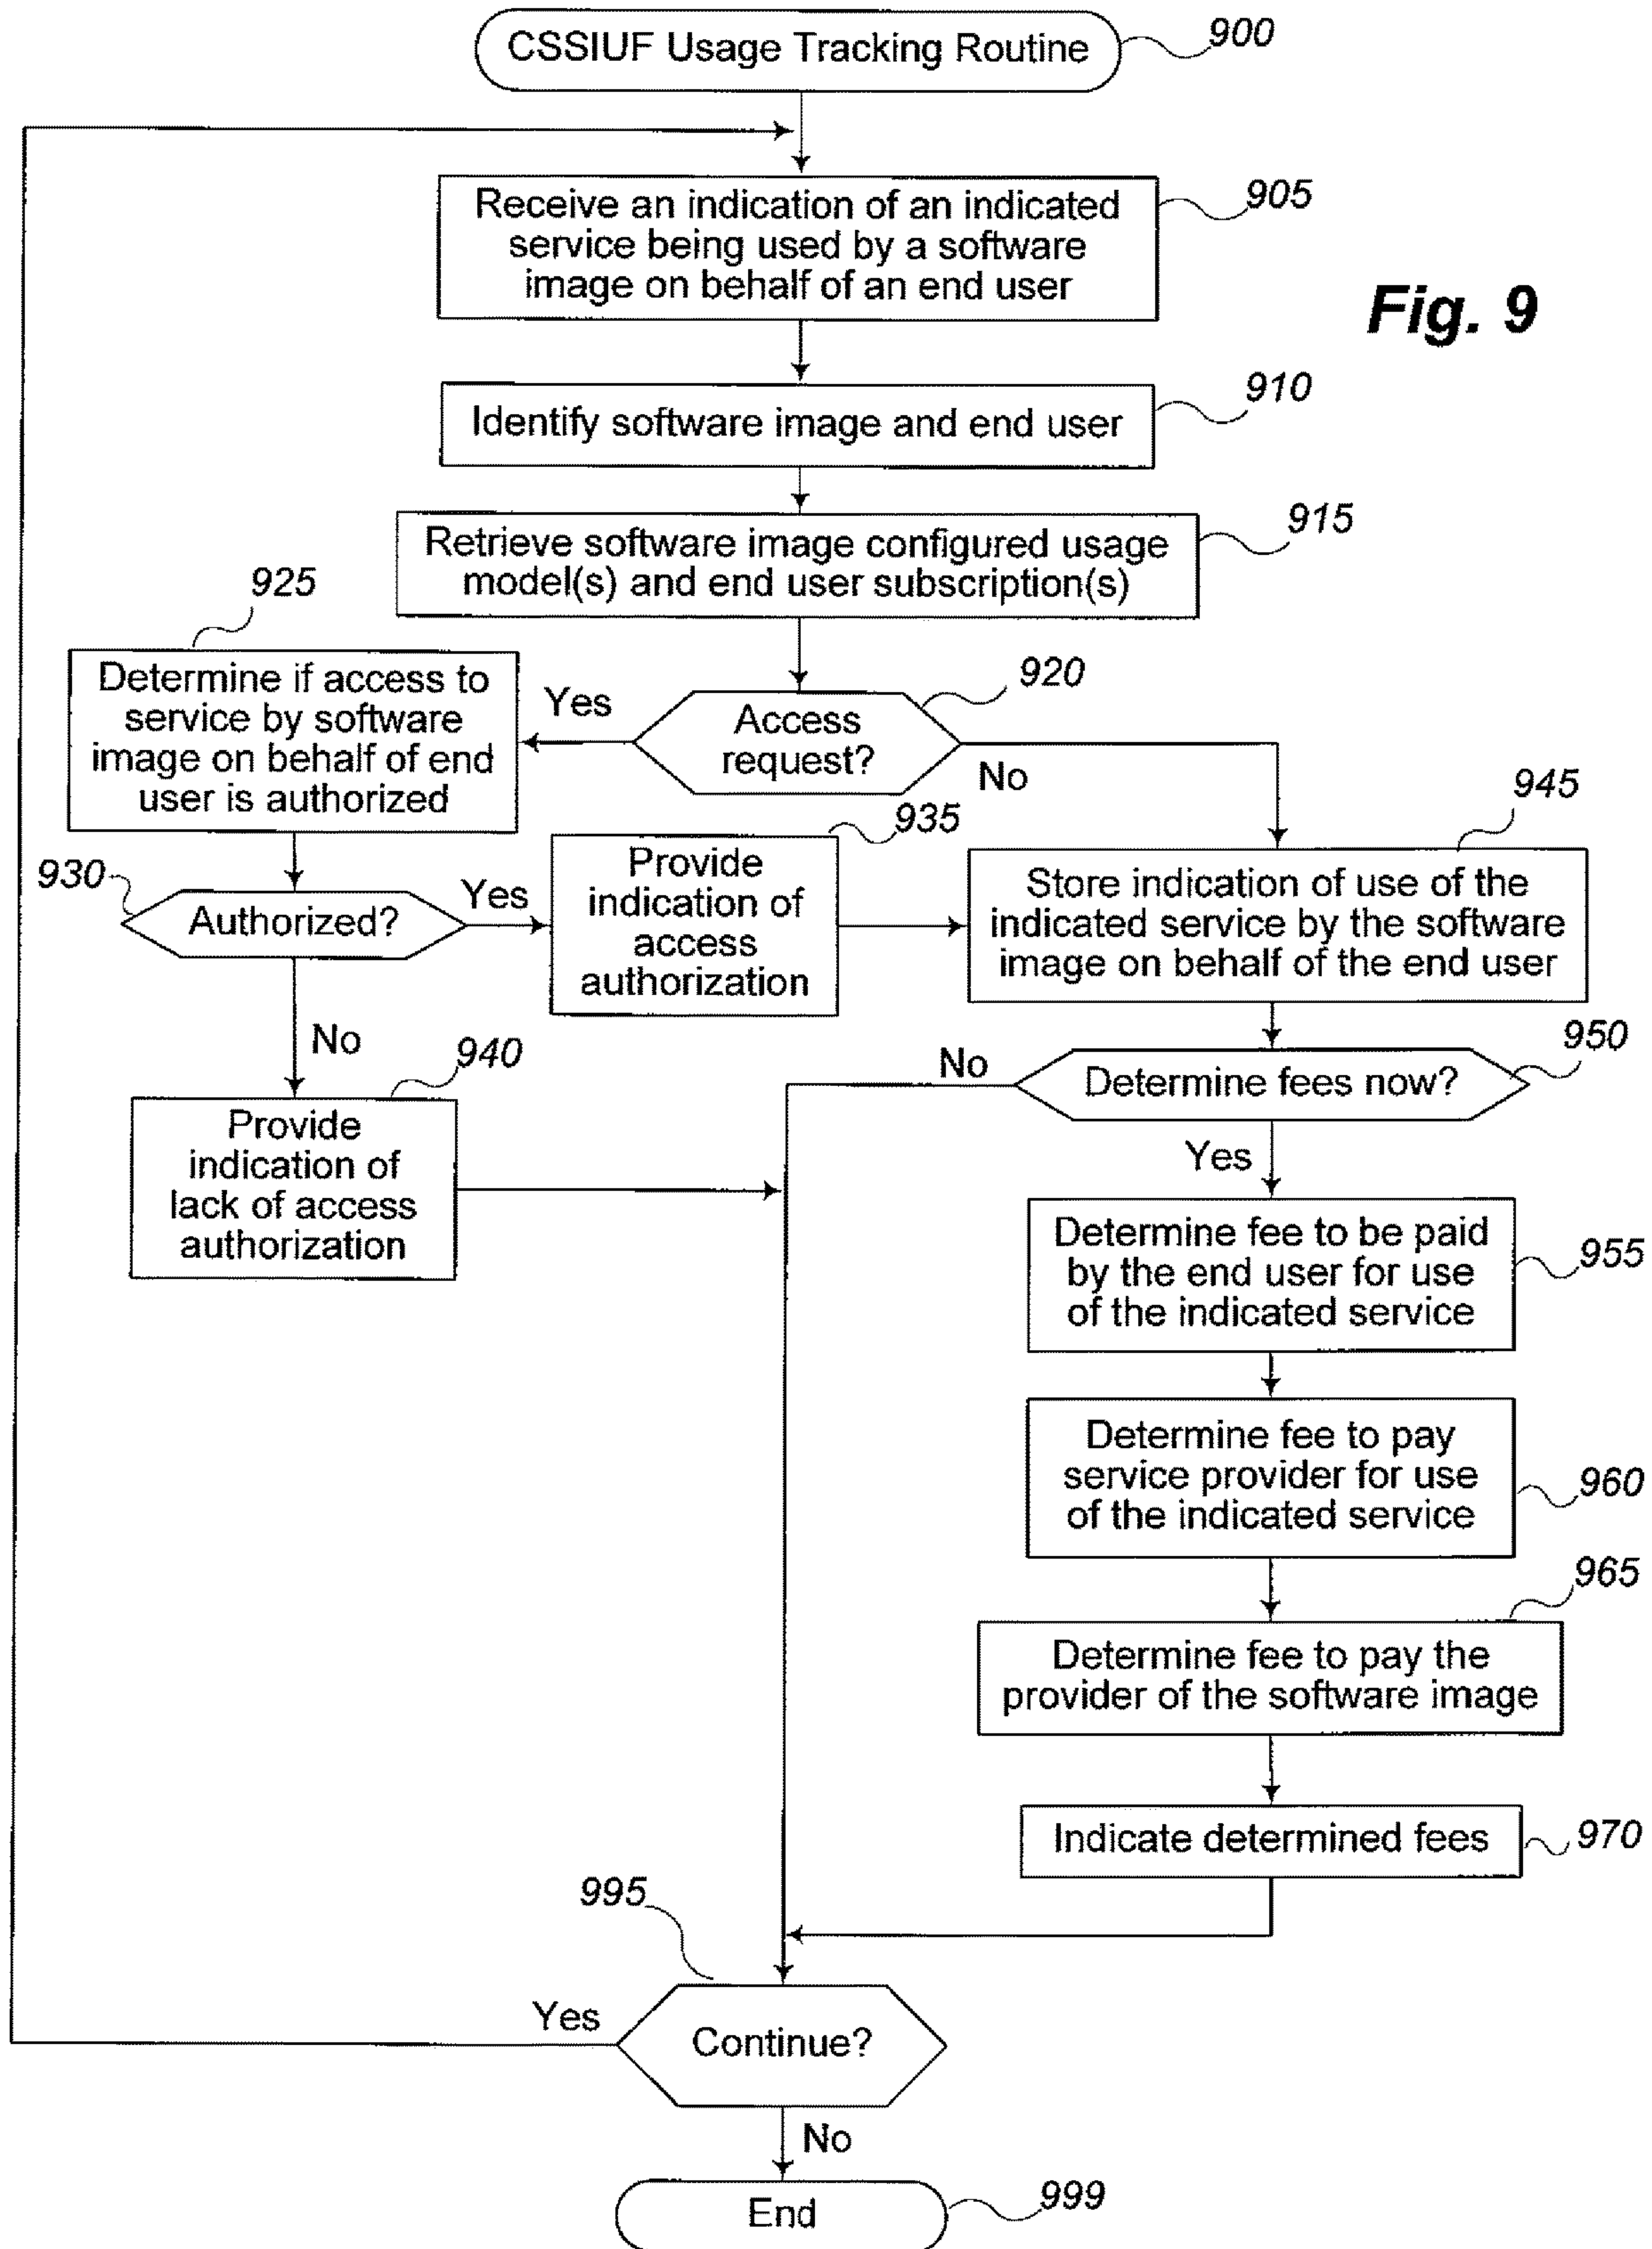 CSSIUF Usage Tracking Routine
900
Receive an indication of an indicated
service being used by a software
image on behalf of an end user
905
Fig. 9
Identify software image and end user
910
Retrieve software image configured usage
model(s) and end user subscription(s)
915
925
Determine if access to
service by software
image on behalf of end
user is authorized
Yes
Access
request?
920
No
930
Authorized?
Yes
935
Provide
indication of
access
authorization
945
Store indication of use of the
indicated service by the software
image on behalf of the end user
No
940
Provide
indication of
lack of access
authorization
No
Determine fees now?
950
Yes
Determine fee to be paid
by the end user for use
of the indicated service
955
Determine fee to pay
service provider for use
of the indicated service
960
965
Determine fee to pay the
provider of the software image
Indicate determined fees
970
995
Yes
Continue?
No
End
999